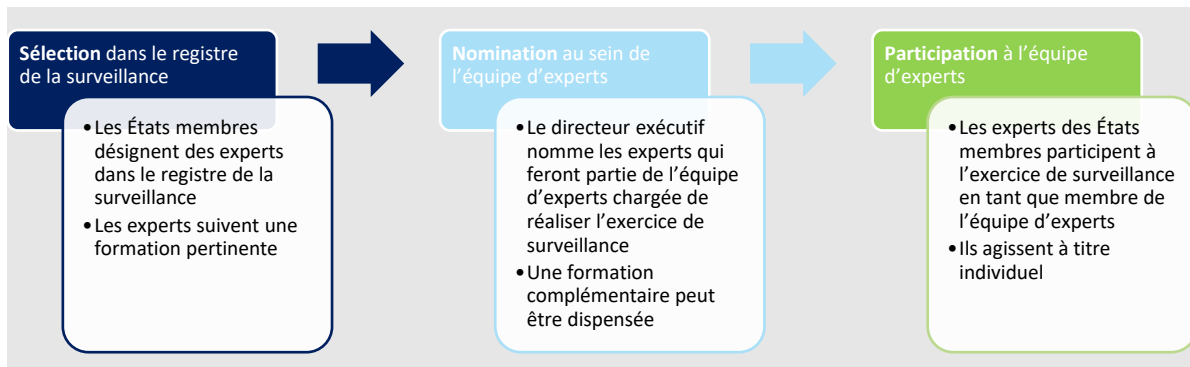 Sélection dans le registre
de la surveillance
•Les États membres
désignent des experts
dans le registre de la
surveillance
•Les experts suivent une
formation pertinente
Nomination au sein de
l'équipe d'experts
•Le directeur exécutif
nomme les experts qui
feront partie de l'équipe
d'experts chargée de
réaliser l'exercice de
surveillance
•Une formation
complémentaire peut
être dispensée
Participation à l'équipe
d'experts
•Les experts des États
membres participent à
l'exercice de surveillance
en tant que membre de
l'équipe d'experts
•Ils agissent à titre
individuel